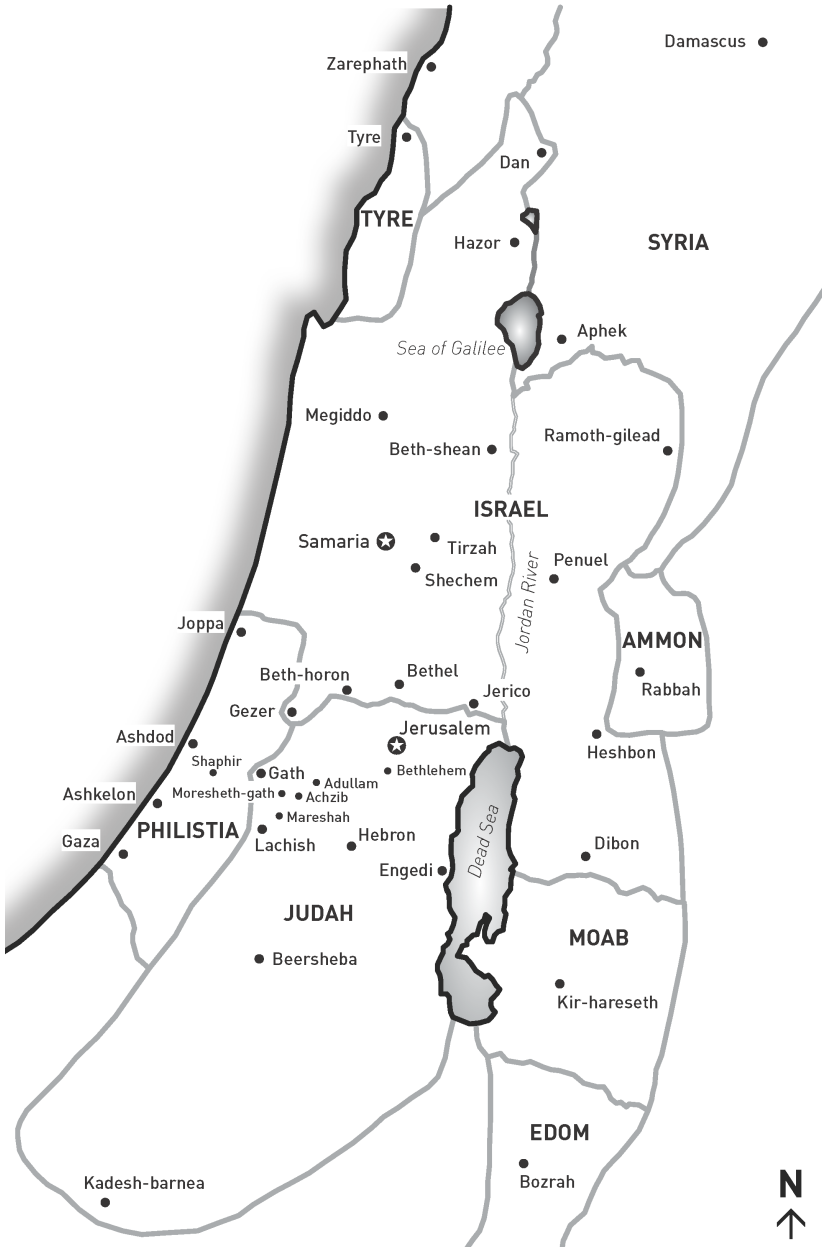 Damascus
Zarephath
Tyre
Dan
TYRE
Hazor
SYRIA
Aphek
Sea of Galilee
Megiddo
Ramoth-gilead
Beth-shean
ISRAEL
Samaria
Tirzah
Penuel
Shechem
Jordan River
Joppa
AMMON
Beth-horon
Bethel
Rabbah
Jerico
Gezer
Jerusalem
Ashdod
Heshbon
Shaphir
Gath
Bethlehem
Adullam
Moresheth-gath
Achzib
Ashkelon
Mareshah
PHILISTIA
Hebron
Dead Sea
Gaza
Lachish
Dibon
Engedi
JUDAH
MOAB
Beersheba
Kir-hareseth
EDOM
Kadesh-barnea
Bozrah
N